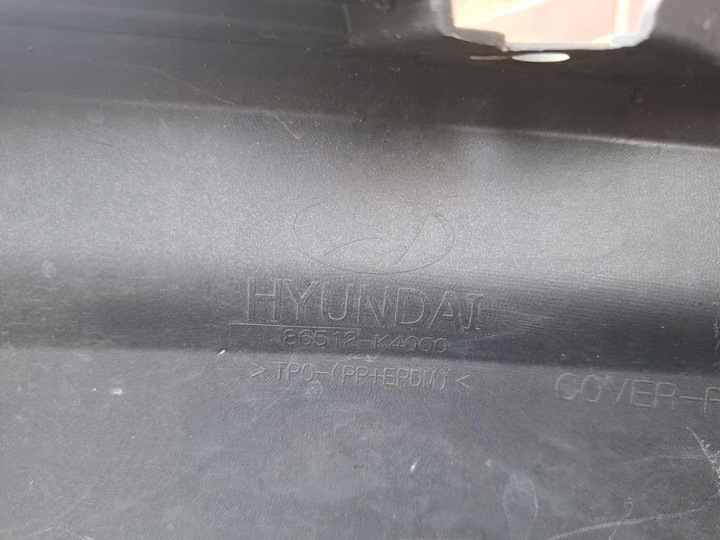 HYUNDAI
86512-K4000
>TPO-(PP+EPDM)<
COVER-F